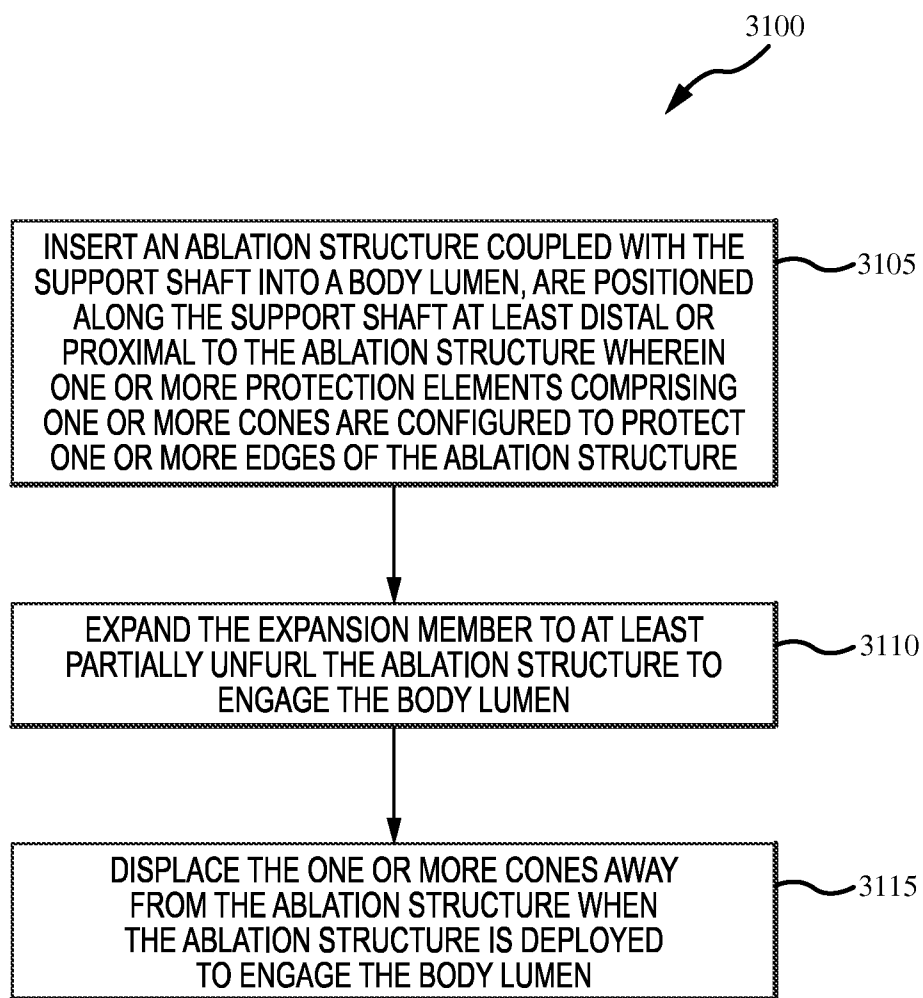 3100
INSERT AN ABLATION STRUCTURE COUPLED WITH THE
SUPPORT SHAFT INTO A BODY LUMEN, ARE POSITIONED
ALONG THE SUPPORT SHAFT AT LEAST DISTAL OR
PROXIMAL TO THE ABLATION STRUCTURE WHEREIN
ONE OR MORE PROTECTION ELEMENTS COMPRISING
ONE OR MORE CONES ARE CONFIGURED TO PROTECT
ONE OR MORE EDGES OF THE ABLATION STRUCTURE
3105
EXPAND THE EXPANSION MEMBER TO AT LEAST
PARTIALLY UNFURL THE ABLATION STRUCTURE TO
ENGAGE THE BODY LUMEN
3110
DISPLACE THE ONE OR MORE CONES AWAY
FROM THE ABLATION STRUCTURE WHEN
THE ABLATION STRUCTURE IS DEPLOYED
TO ENGAGE THE BODY LUMEN
3115